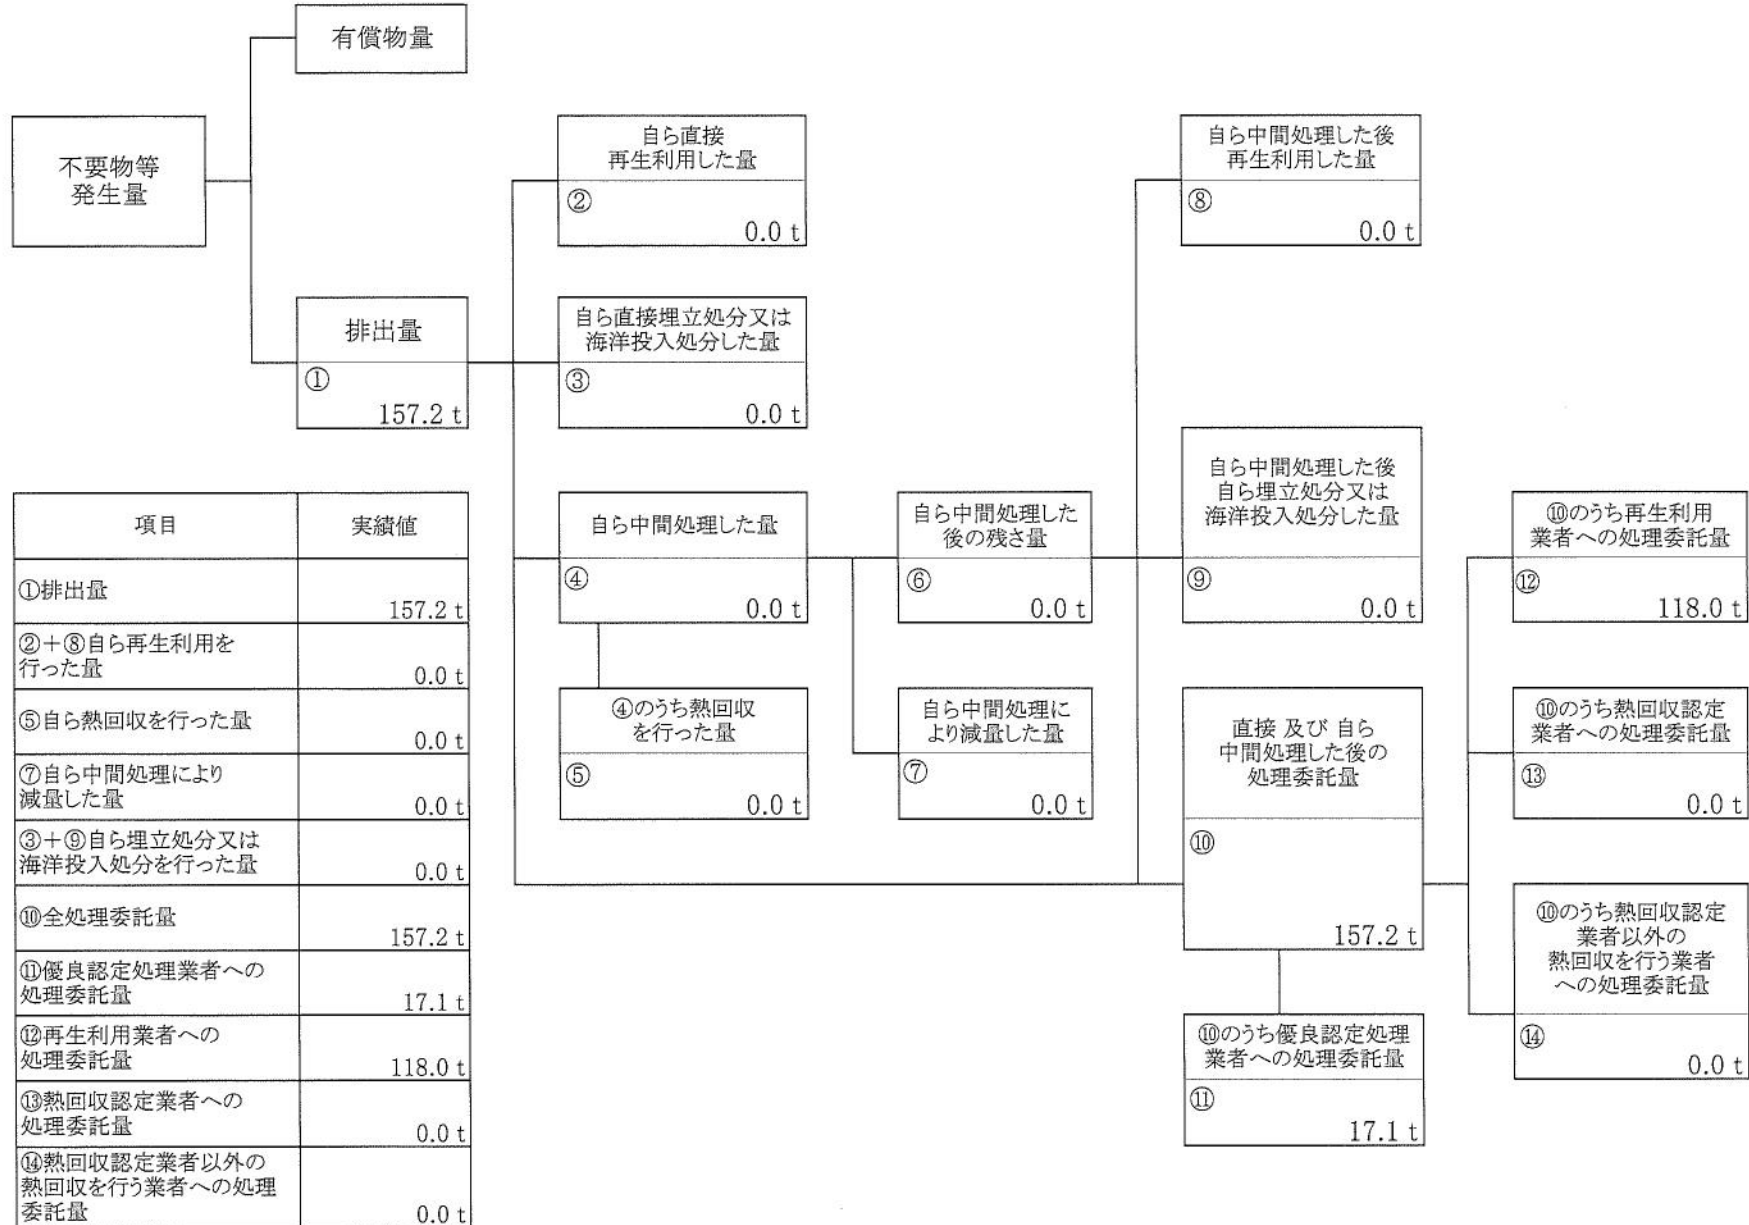 有償物量
不要物等
発生量
自ら直接
再生利用した量
②
0.0 t
自ら中間処理した後
再生利用した量
⑧
0.0 t
排出量
①
157.2 t
自ら直接埋立処分又は
海洋投入処分した量
③
0.0 t
自ら中間処理した量
④
0.0 t
自ら中間処理した
後の残さ量
⑥
0.0 t
自ら中間処理した後
自ら埋立処分又は
海洋投入処分した量
⑨
0.0 t
⑩のうち再生利用
業者への処理委託量
⑫
118.0 t
④のうち熱回収
を行った量
⑤
0.0 t
自ら中間処理に
より減量した量
⑦
0.0 t
直接 及び 自ら
中間処理した後の
処理委託量
⑩
157.2 t
⑩のうち熱回収認定
業者への処理委託量
⑬
0.0 t
⑩のうち熱回収認定
業者以外の
熱回収を行う業者
への処理委託量
⑭
0.0 t
⑩のうち優良認定処理
業者への処理委託量
⑪
17.1 t
項目 実績値
①排出量
157.2 t
②+⑧自ら再生利用を
行った量
0.0 t
⑤自ら熱回収を行った量
0.0 t
⑦自ら中間処理により
減量した量
0.0 t
③+⑨自ら埋立処分又は
海洋投入処分を行った量
0.0 t
⑩全処理委託量
157.2 t
⑪優良認定処理業者への
処理委託量
17.1 t
⑫再生利用業者への
処理委託量
118.0 t
⑬熱回収認定業者への
処理委託量
0.0 t
⑭熱回収認定業者以外の
熱回収を行う業者への処理
委託量
0.0 t